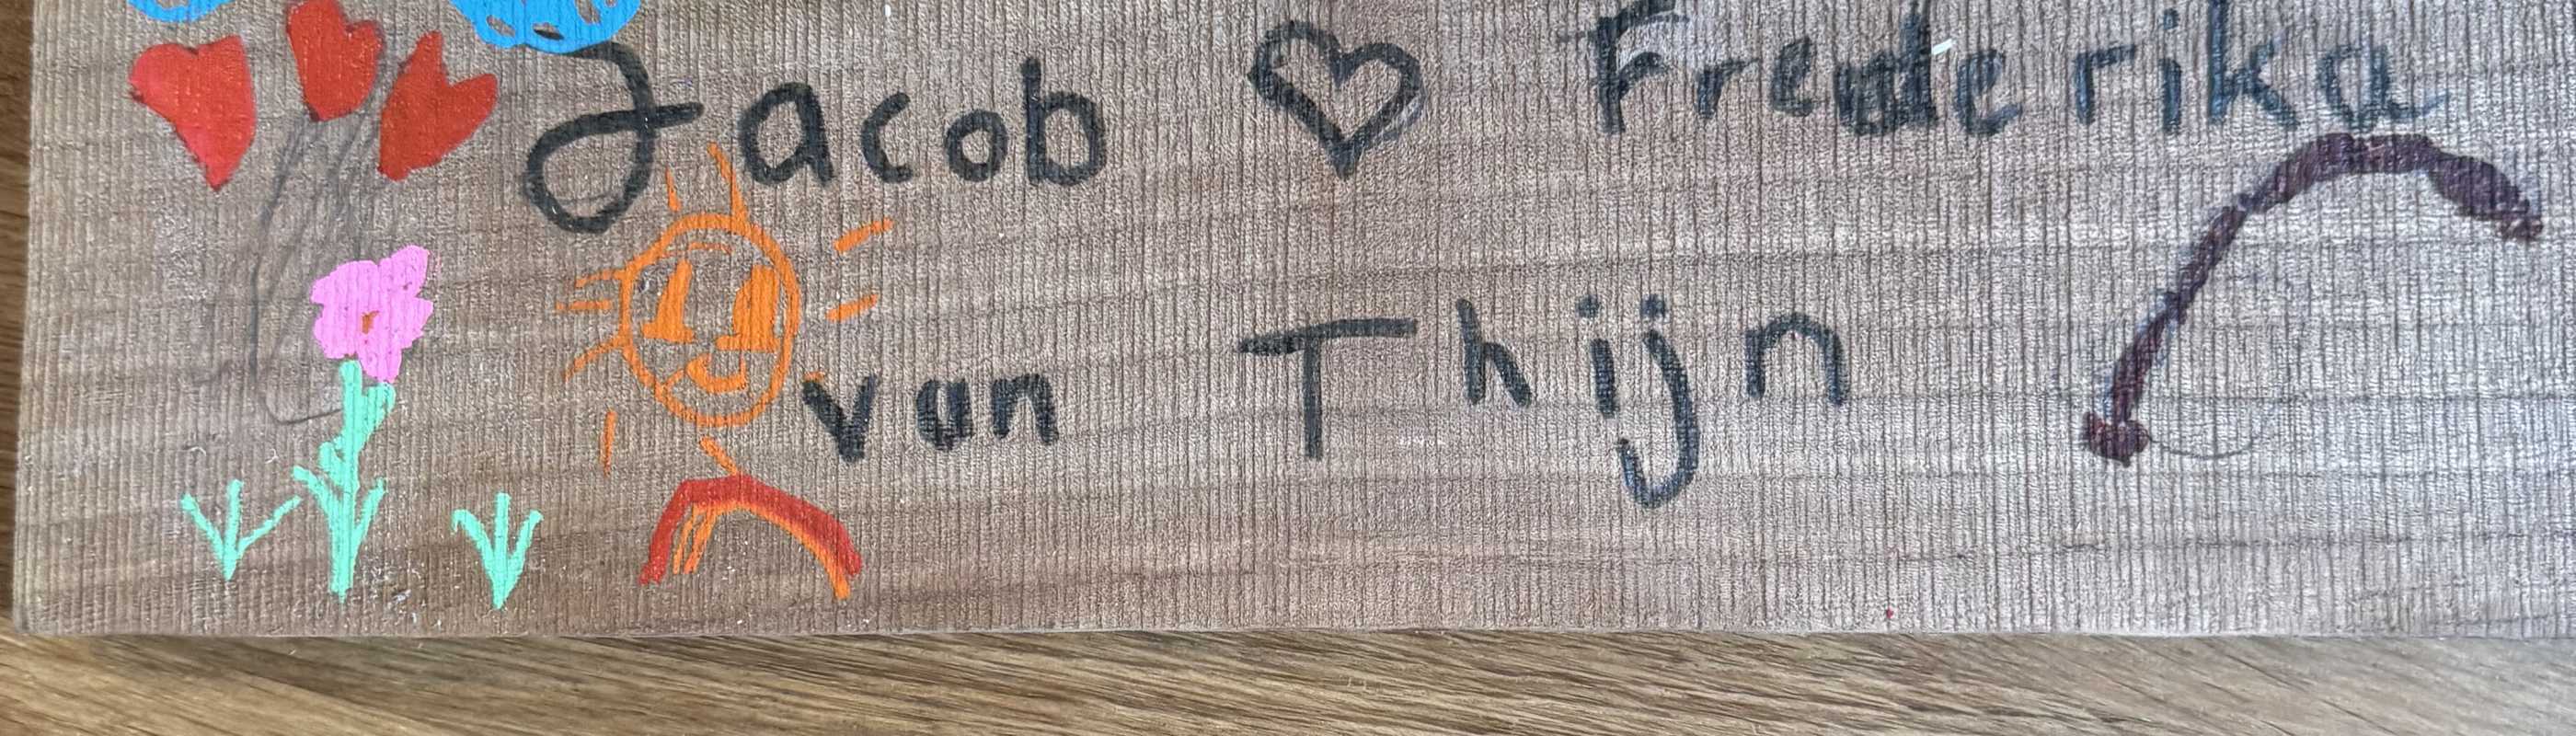 Jacob ♡ Frederika
van Thijn